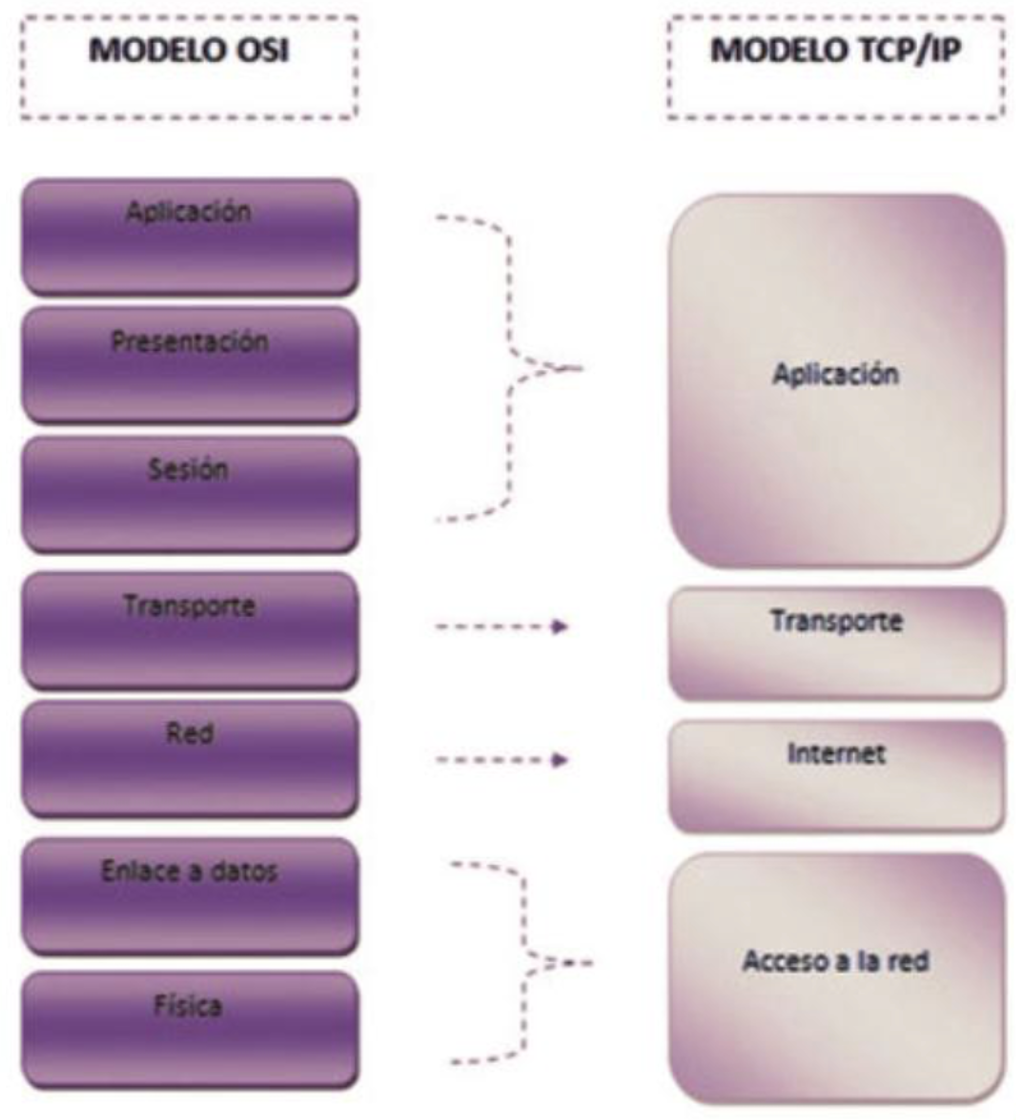 MODELO OSI
MODELO TCP/IP
Aplicación
Presentación
Sesión
Transporte
Red
Enlace a datos
Física
Aplicación
Transporte
Internet
Acceso a la red